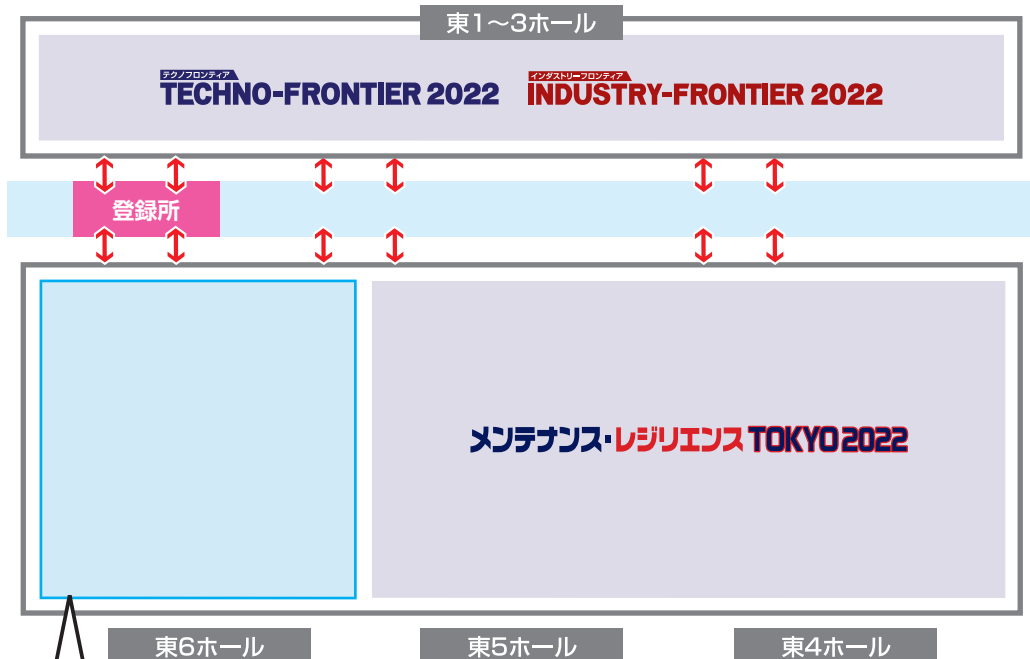 東1～3ホール
テクノフロンティア
TECHNO-FRONTIER 2022
インダストリーフロンティア
INDUSTRY-FRONTIER 2022
登録所
メンテナンス・レジリエンス TOKYO 2022
東6ホール
東5ホール
東4ホール